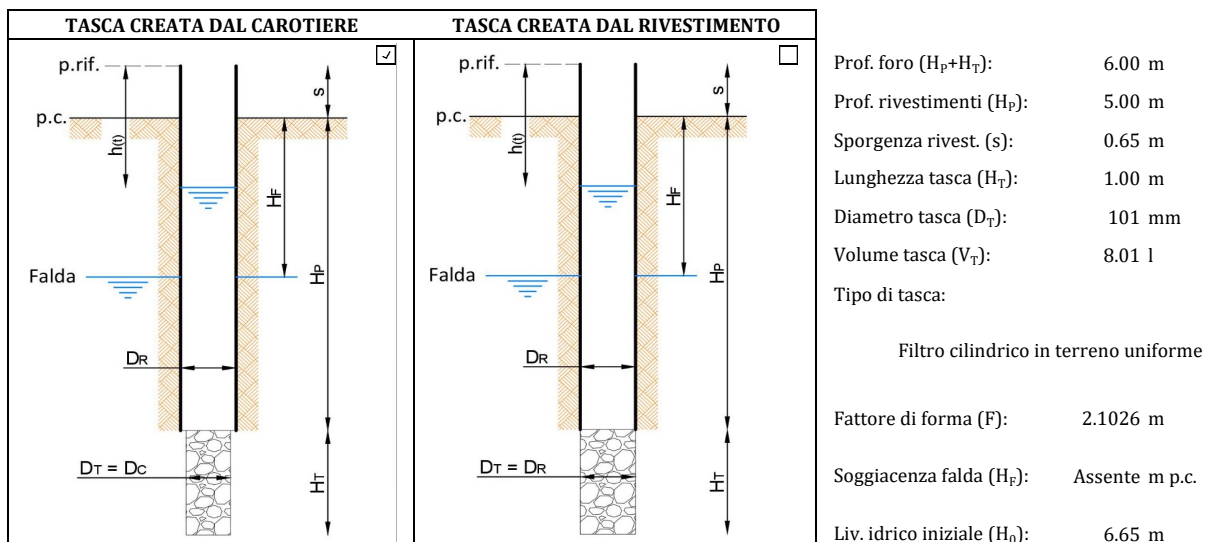 TASCA CREATA DAL CAROTIERE
p.rif.
s
p.c.
h(t)
HF
Falda
HP
DR
DT = DC
HT
TASCA CREATA DAL RIVESTIMENTO
p.rif.
s
p.c.
h(t)
HF
Falda
HP
DR
DT = DR
HT
Prof. foro (HP+HT): 6.00 m
Prof. rivestimenti (HP): 5.00 m
Sporgenza rivest. (s): 0.65 m
Lunghezza tasca (HT): 1.00 m
Diametro tasca (DT): 101 mm
Volume tasca (VT): 8.01 l
Tipo di tasca:
Filtro cilindrico in terreno uniforme
Fattore di forma (F): 2.1026 m
Soggiacenza falda (HF): Assente m p.c.
Liv. idrico iniziale (H0): 6.65 m